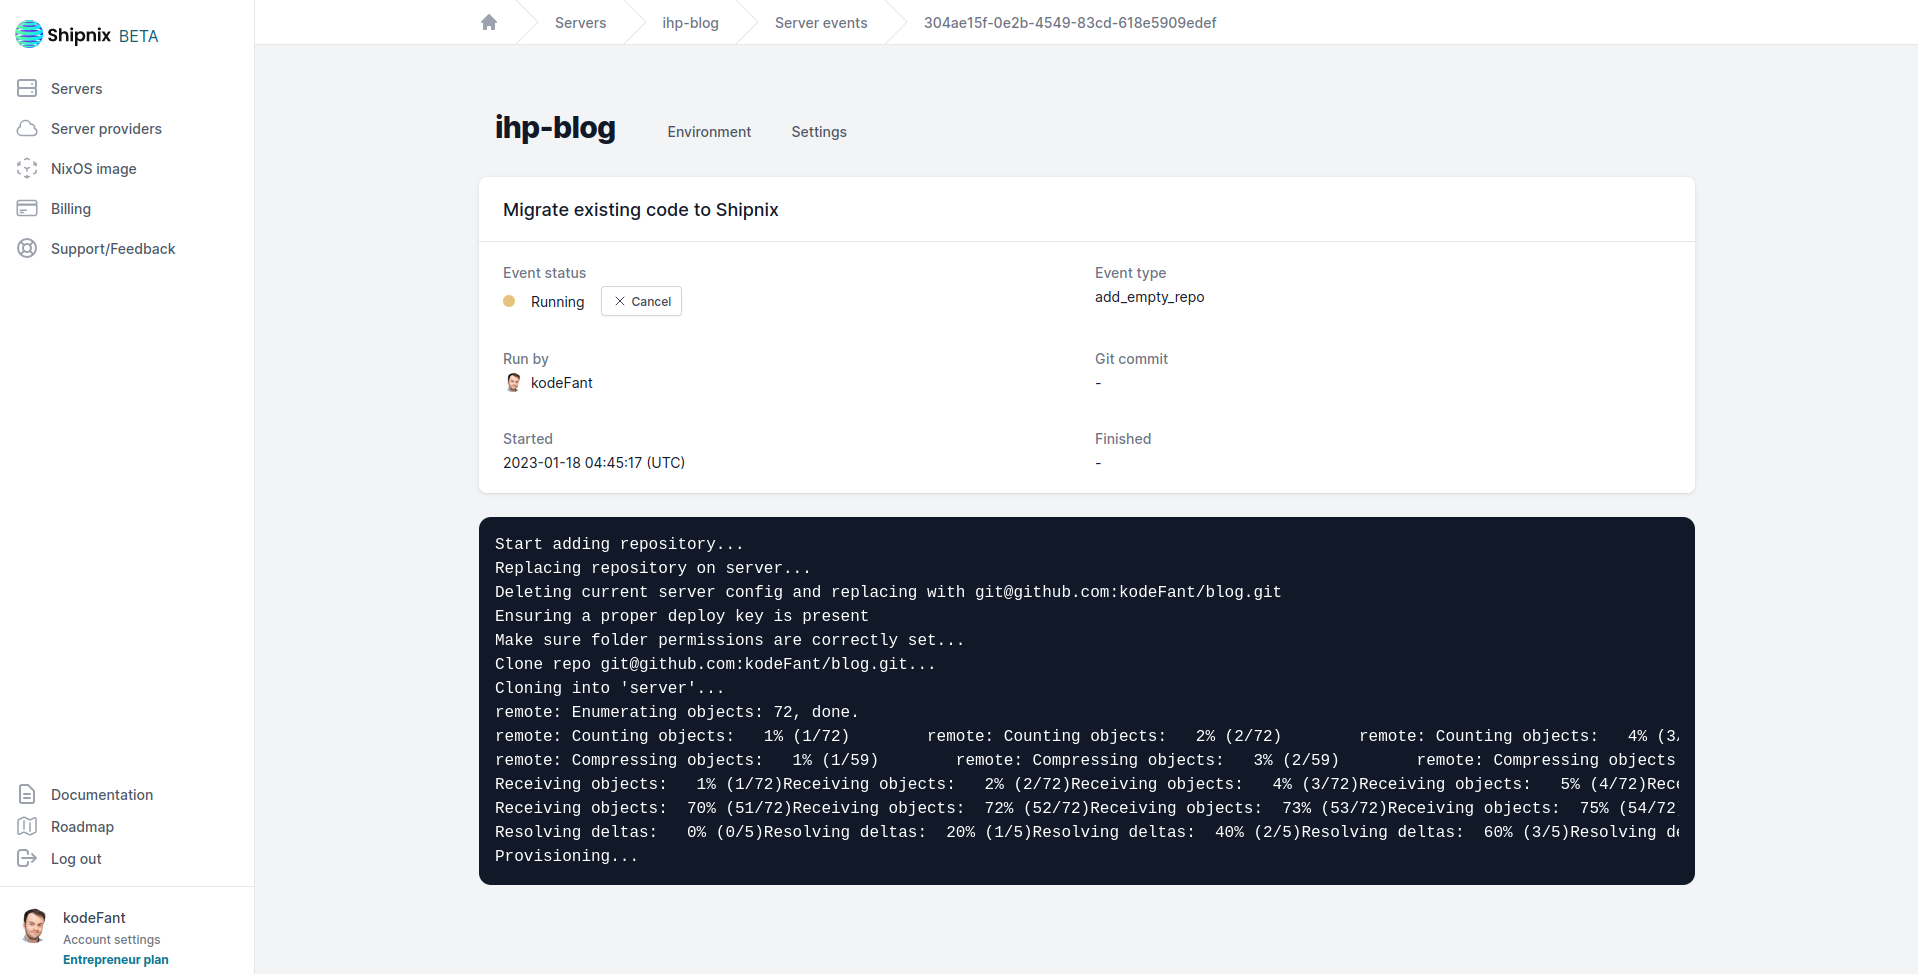 Shipnix BETA
Servers
Server providers
NixOS image
Billing
Support/Feedback
Documentation
Roadmap
Log out
kodeFant
Account settings
Entrepreneur plan
Servers
ihp-blog
Server events
304ae15f-0e2b-4549-83cd-618e5909edef
ihp-blog
Environment
Settings
Migrate existing code to Shipnix
Event status
Running
Cancel
Event type
add_empty_repo
Run by
kodeFant
Git commit
-
Started
2023-01-18 04:45:17 (UTC)
Finished
-
Start adding repository...
Replacing repository on server...
Deleting current server config and replacing with git@github.com:kodeFant/blog.git
Ensuring a proper deploy key is present
Make sure folder permissions are correctly set...
Clone repo git@github.com:kodeFant/blog.git...
Cloning into 'server'...
remote: Enumerating objects: 72, done.
remote: Counting objects:   1% (1/72)        remote: Counting objects:   2% (2/72)        remote: Counting objects:   4% (3/
remote: Compressing objects:   1% (1/59)        remote: Compressing objects:   3% (2/59)        remote: Compressing objects
Receiving objects:   1% (1/72)Receiving objects:   2% (2/72)Receiving objects:   4% (3/72)Receiving objects:   5% (4/72)Rece
Receiving objects:  70% (51/72)Receiving objects:  72% (52/72)Receiving objects:  73% (53/72)Receiving objects:  75% (54/72
Resolving deltas:   0% (0/5)Resolving deltas:  20% (1/5)Resolving deltas:  40% (2/5)Resolving deltas:  60% (3/5)Resolving de
Provisioning...